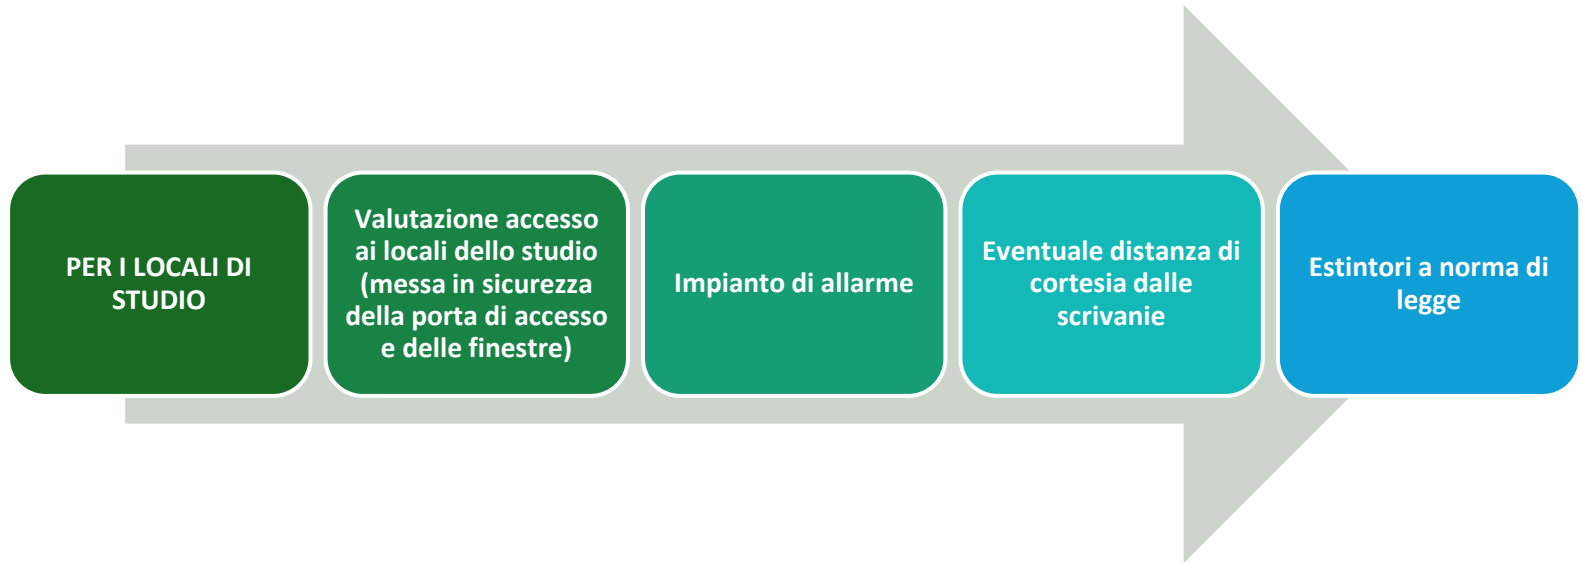 PER I LOCALI DI
STUDIO
Valutazione accesso
ai locali dello studio
(messa in sicurezza
della porta di accesso
e delle finestre)
Impianto di allarme
Eventuale distanza di
cortesia dalle
scrivanie
Estintori a norma di
legge